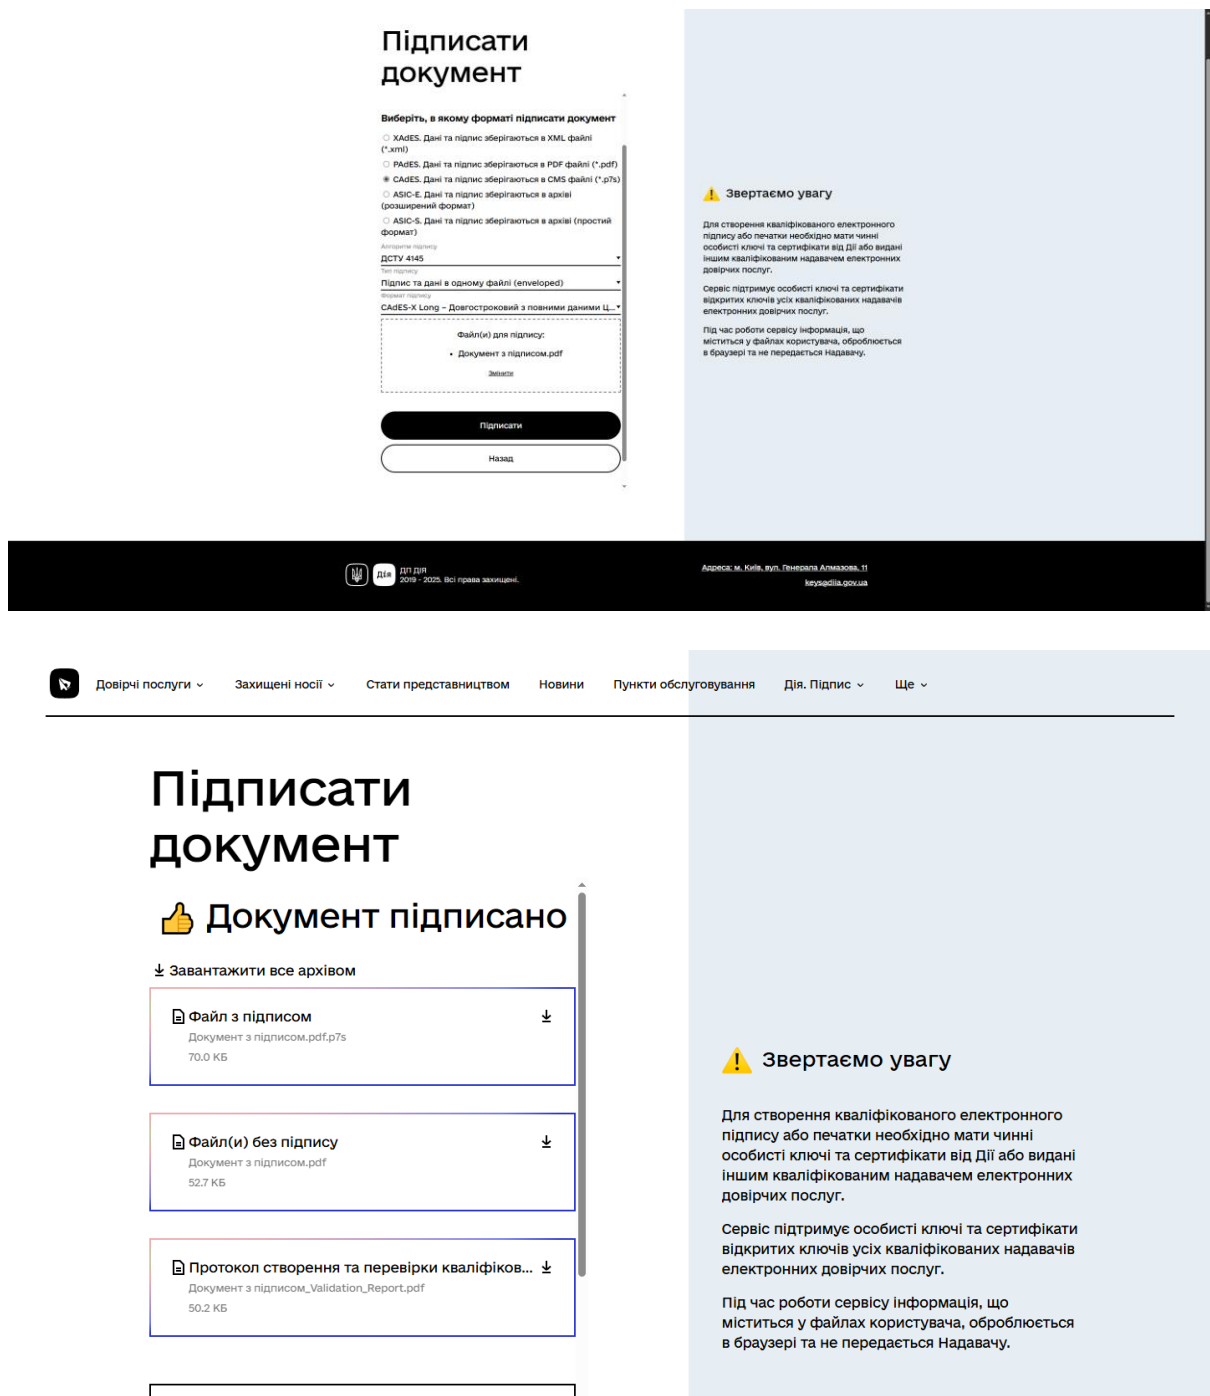 Підписати
документ
Виберіть, в якому форматі підписати документ
XAdES. Дані та підпис зберігаються в XML файлі
(*.xml)
PAdES. Дані та підпис зберігаються в PDF файлі (*.pdf)
CAdES. Дані та підпис зберігаються в CMS файлі (*.p7s)
ASIC-E. Дані та підпис зберігаються в архіві
(розширений формат)
ASIC-S. Дані та підпис зберігаються в архіві (простий
формат)
Алгоритм підпису
ДСТУ 4145
Тип підпису
Підпис та дані в одному файлі (enveloped)
Формат підпису
CAdES-X Long – Довгостроковий з повними даними Ц...
Файл(и) для підпису:
• Документ з підписом.pdf
Змінити
Підписати
Назад
Звертаємо увагу
Для створення кваліфікованого електронного
підпису або печатки необхідно мати чинні
особисті ключі та сертифікати від Дії або видані
іншим кваліфікованим надавачем електронних
довірчих послуг.
Сервіс підтримує особисті ключі та сертифікати
відкритих ключів усіх кваліфікованих надавачів
електронних довірчих послуг.
Під час роботи сервісу інформація, що
міститься у файлах користувача, оброблюється
в браузері та не передається Надавачу.
Дія
ДП ДІЯ
2019 - 2025. Всі права захищені.
Адреса: м. Київ, вул. Генерала Алмазова, 11
keys@diia.gov.ua
Довірчі послуги
Захищені носії
Стати представництвом
Новини
Пункти обслуговування
Дія. Підпис
Ще
Підписати
документ
Документ підписано
Завантажити все архівом
Файл з підписом
Документ з підписом.pdf.p7s
70.0 КБ
Файл(и) без підпису
Документ з підписом.pdf
52.7 КБ
Протокол створення та перевірки кваліфіков...
Документ з підписом_Validation_Report.pdf
50.2 КБ
Звертаємо увагу
Для створення кваліфікованого електронного
підпису або печатки необхідно мати чинні
особисті ключі та сертифікати від Дії або видані
іншим кваліфікованим надавачем електронних
довірчих послуг.
Сервіс підтримує особисті ключі та сертифікати
відкритих ключів усіх кваліфікованих надавачів
електронних довірчих послуг.
Під час роботи сервісу інформація, що
міститься у файлах користувача, оброблюється
в браузері та не передається Надавачу.